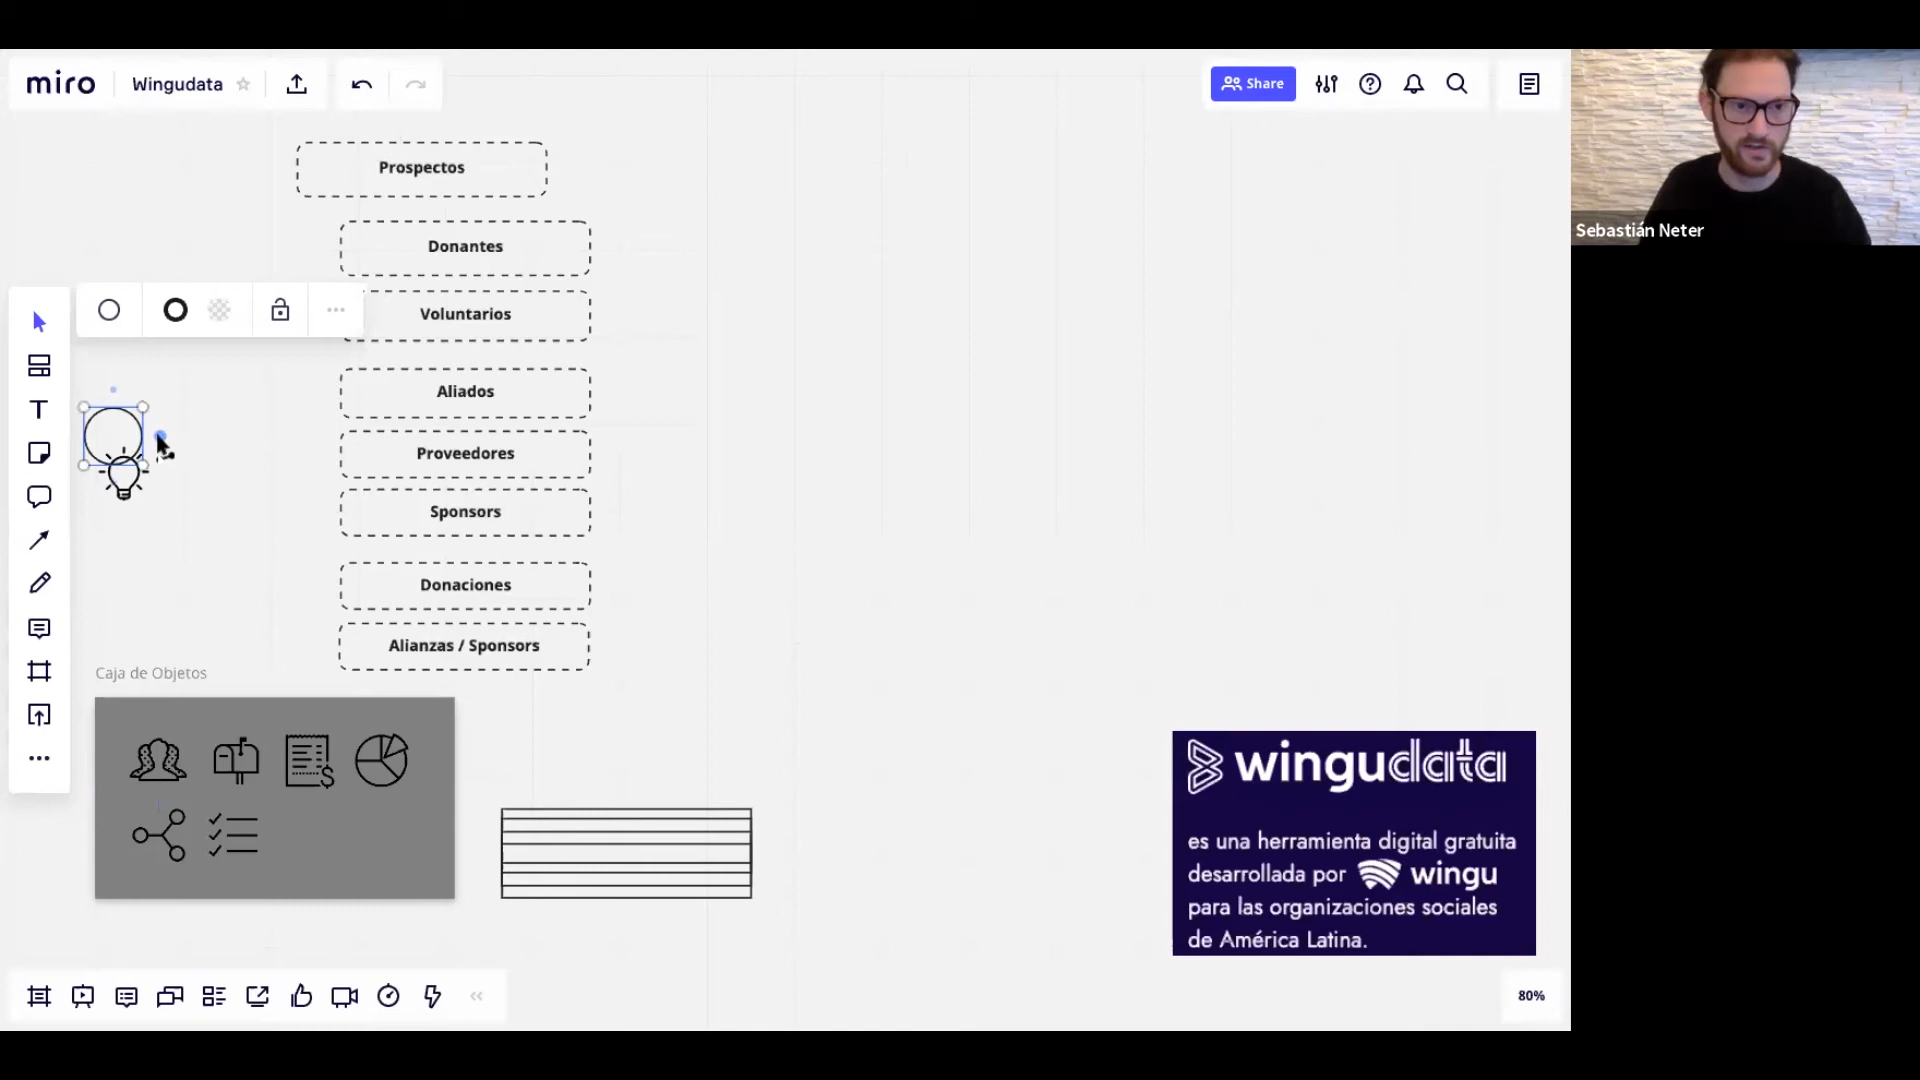 miro
Wingudata
Share
Sebastián Neter
Prospectos
Donantes
Voluntarios
Aliados
Proveedores
Sponsors
Donaciones
Alianzas / Sponsors
Caja de Objetos
wingudata
es una herramienta digital gratuita
desarrollada por wingu
para las organizaciones sociales
de América Latina.
80%